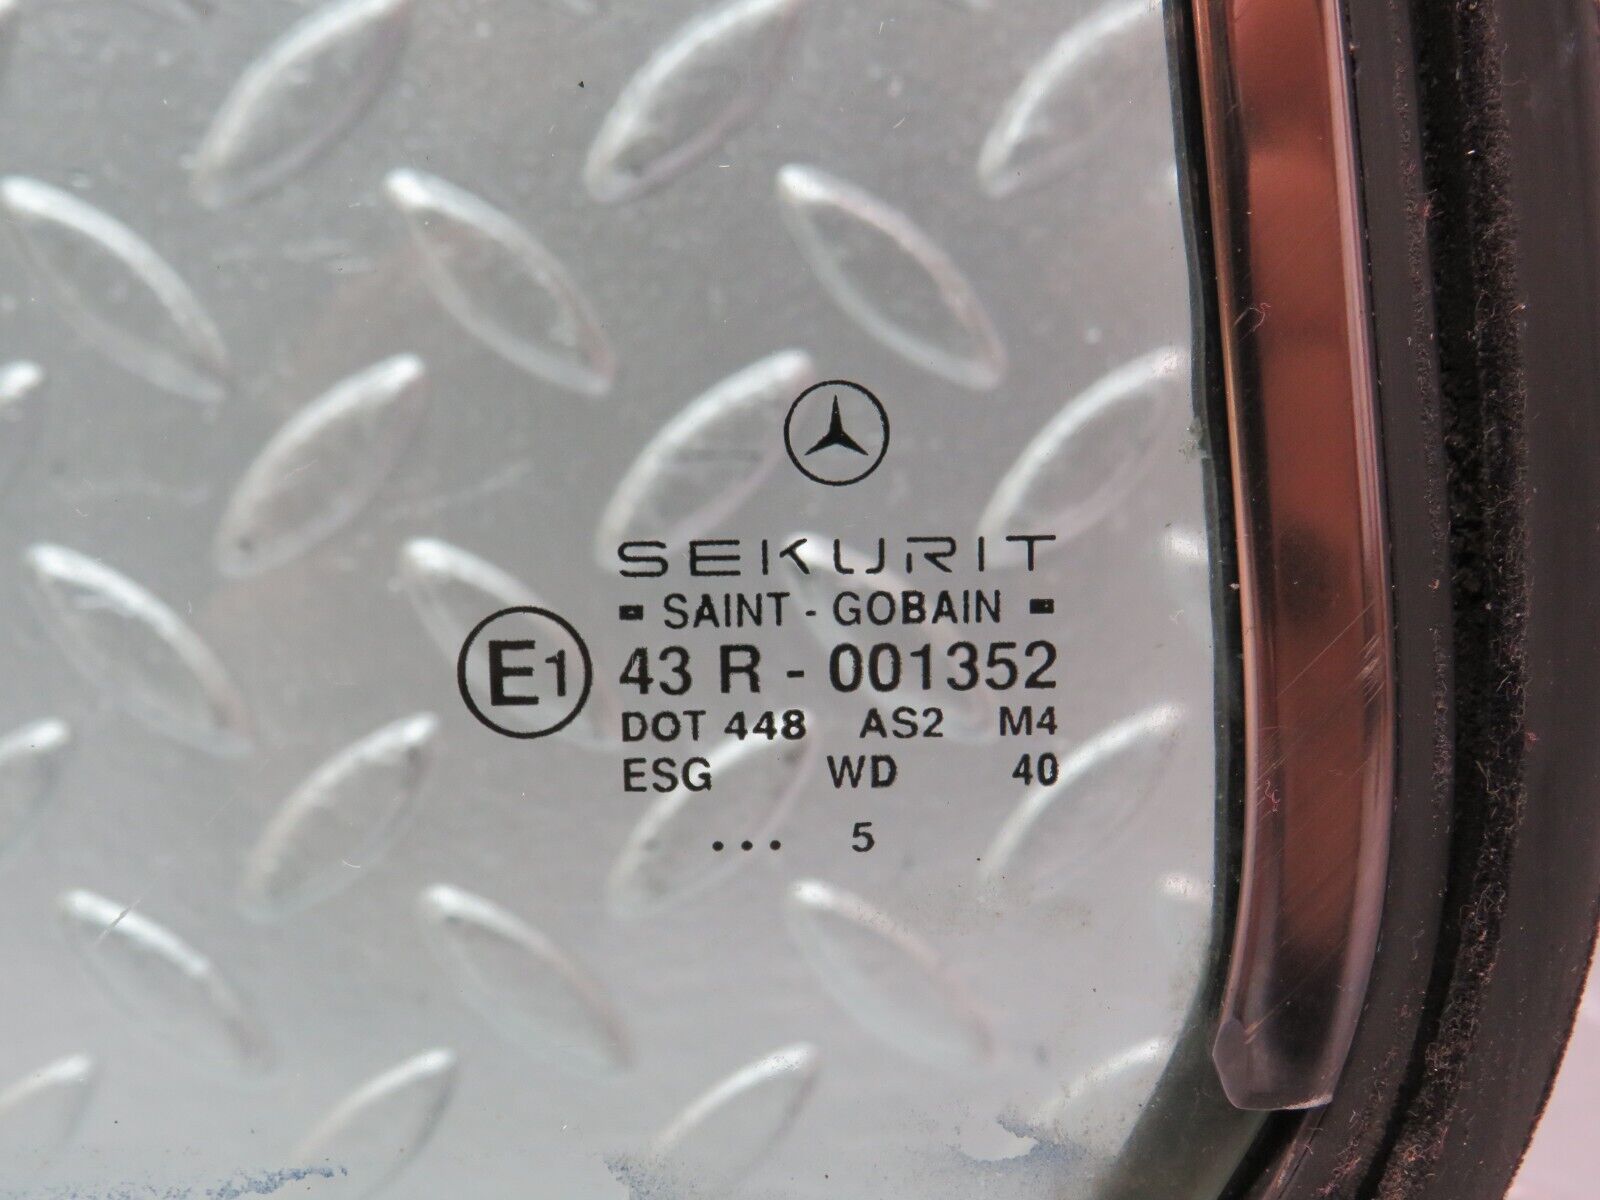 SEKURIT
SAINT - GOBAIN
E1 43 R - 001352
DOT 448 AS2 M4
ESG WD 40
... 5